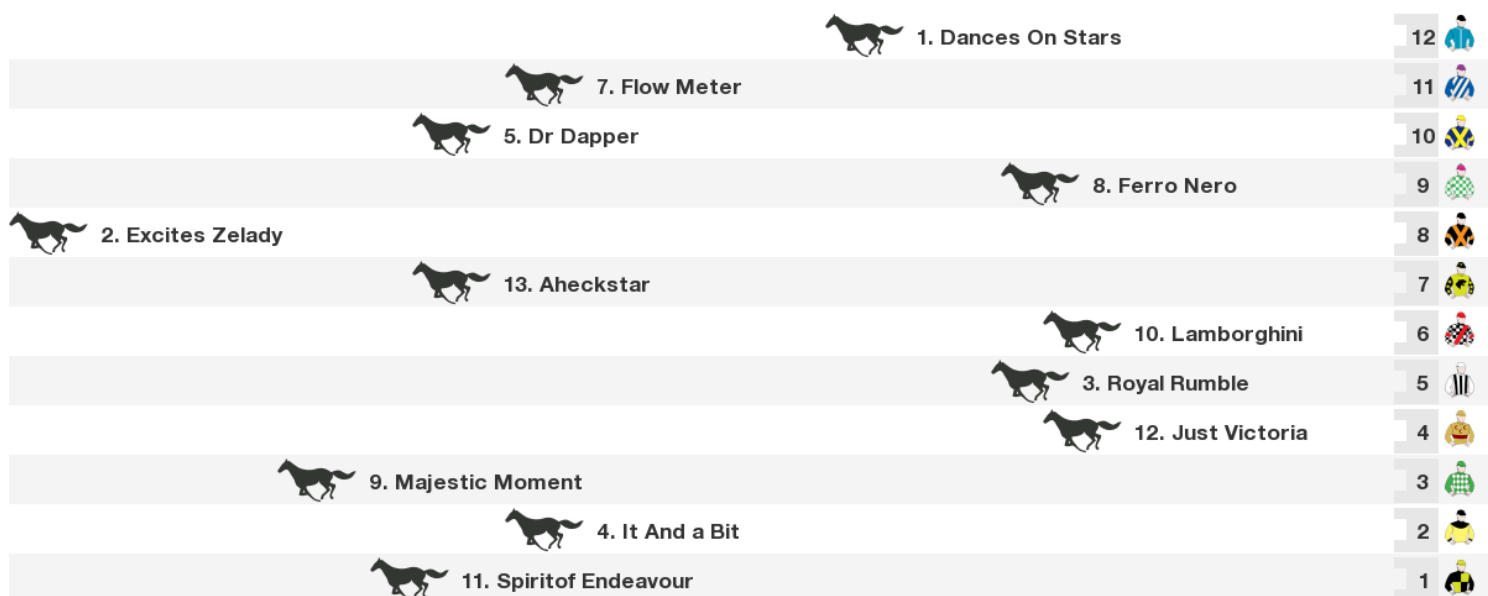 1. Dances On Stars 12
7. Flow Meter 11
5. Dr Dapper 10
8. Ferro Nero 9
2. Excites Zelady 8
13. Aheckstar 7
10. Lamborghini 6
3. Royal Rumble 5
12. Just Victoria 4
9. Majestic Moment 3
4. It And a Bit 2
11. Spiritof Endeavour 1